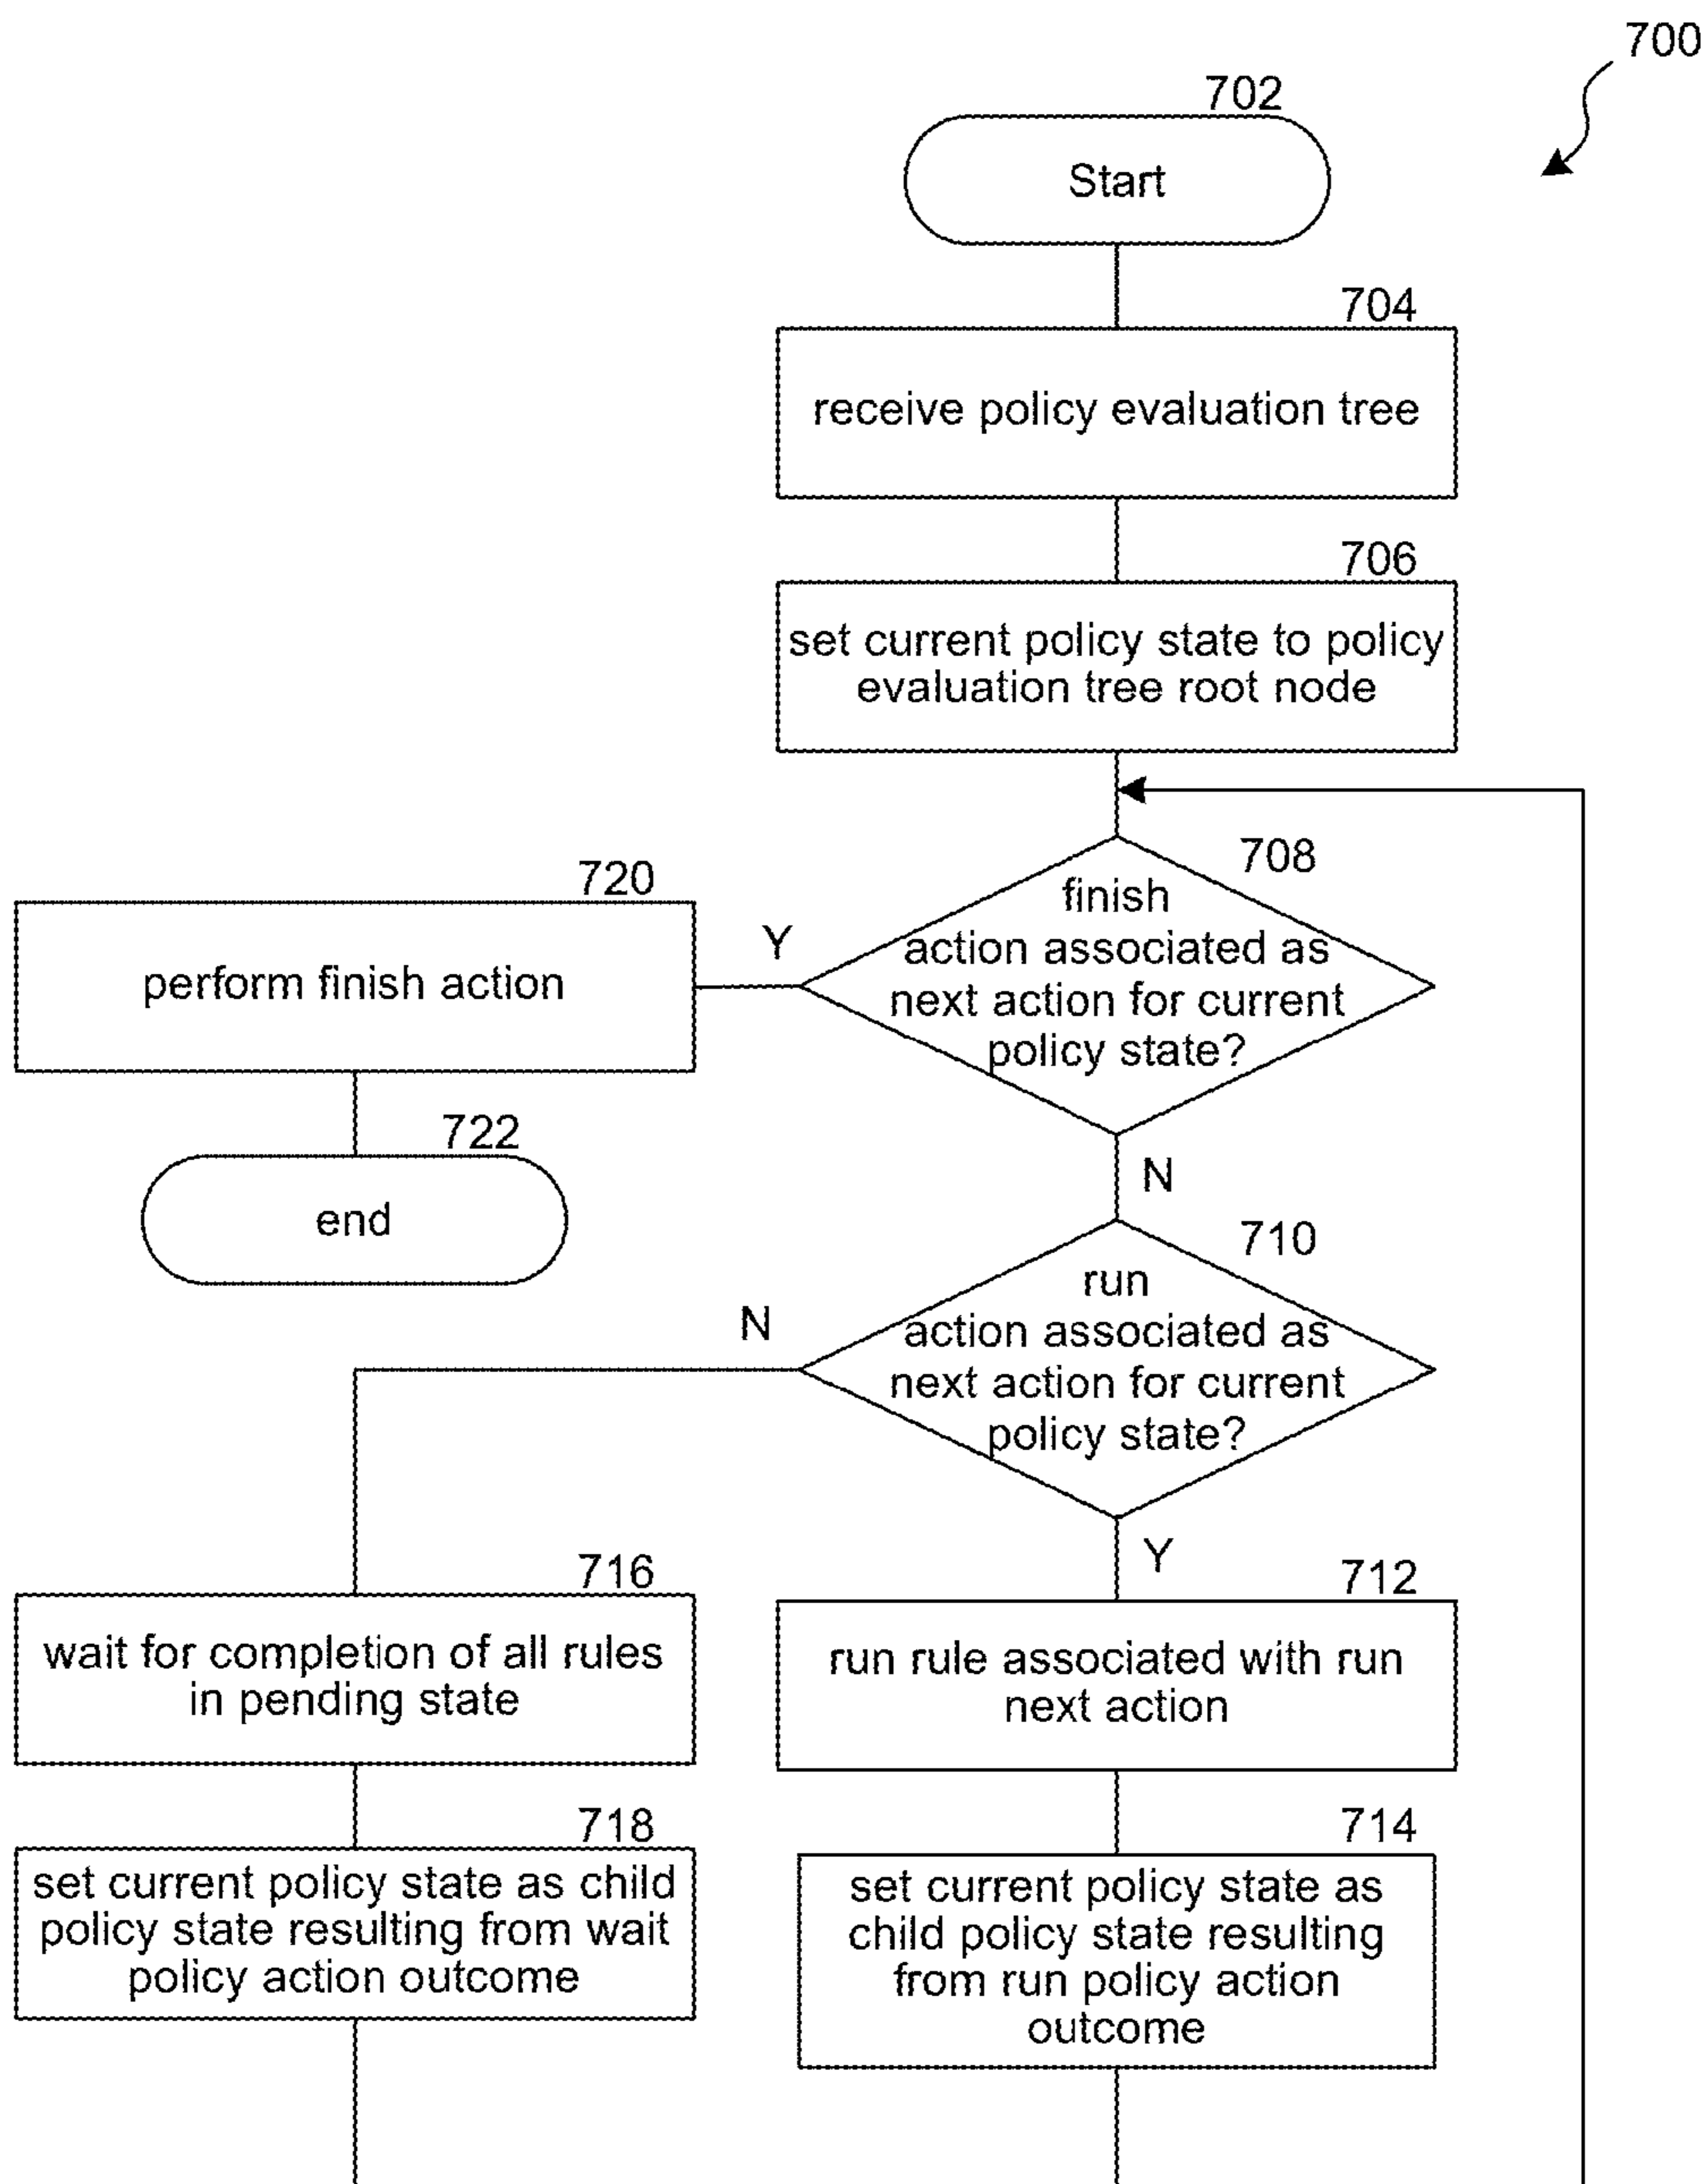 700
702
Start
704
receive policy evaluation tree
706
set current policy state to policy
evaluation tree root node
708
finish
action associated as
next action for current
policy state?
Y
720
perform finish action
722
end
N
710
run
action associated as
next action for current
policy state?
N
Y
716
wait for completion of all rules
in pending state
712
run rule associated with run
next action
718
set current policy state as child
policy state resulting from wait
policy action outcome
714
set current policy state as
child policy state resulting
from run policy action
outcome